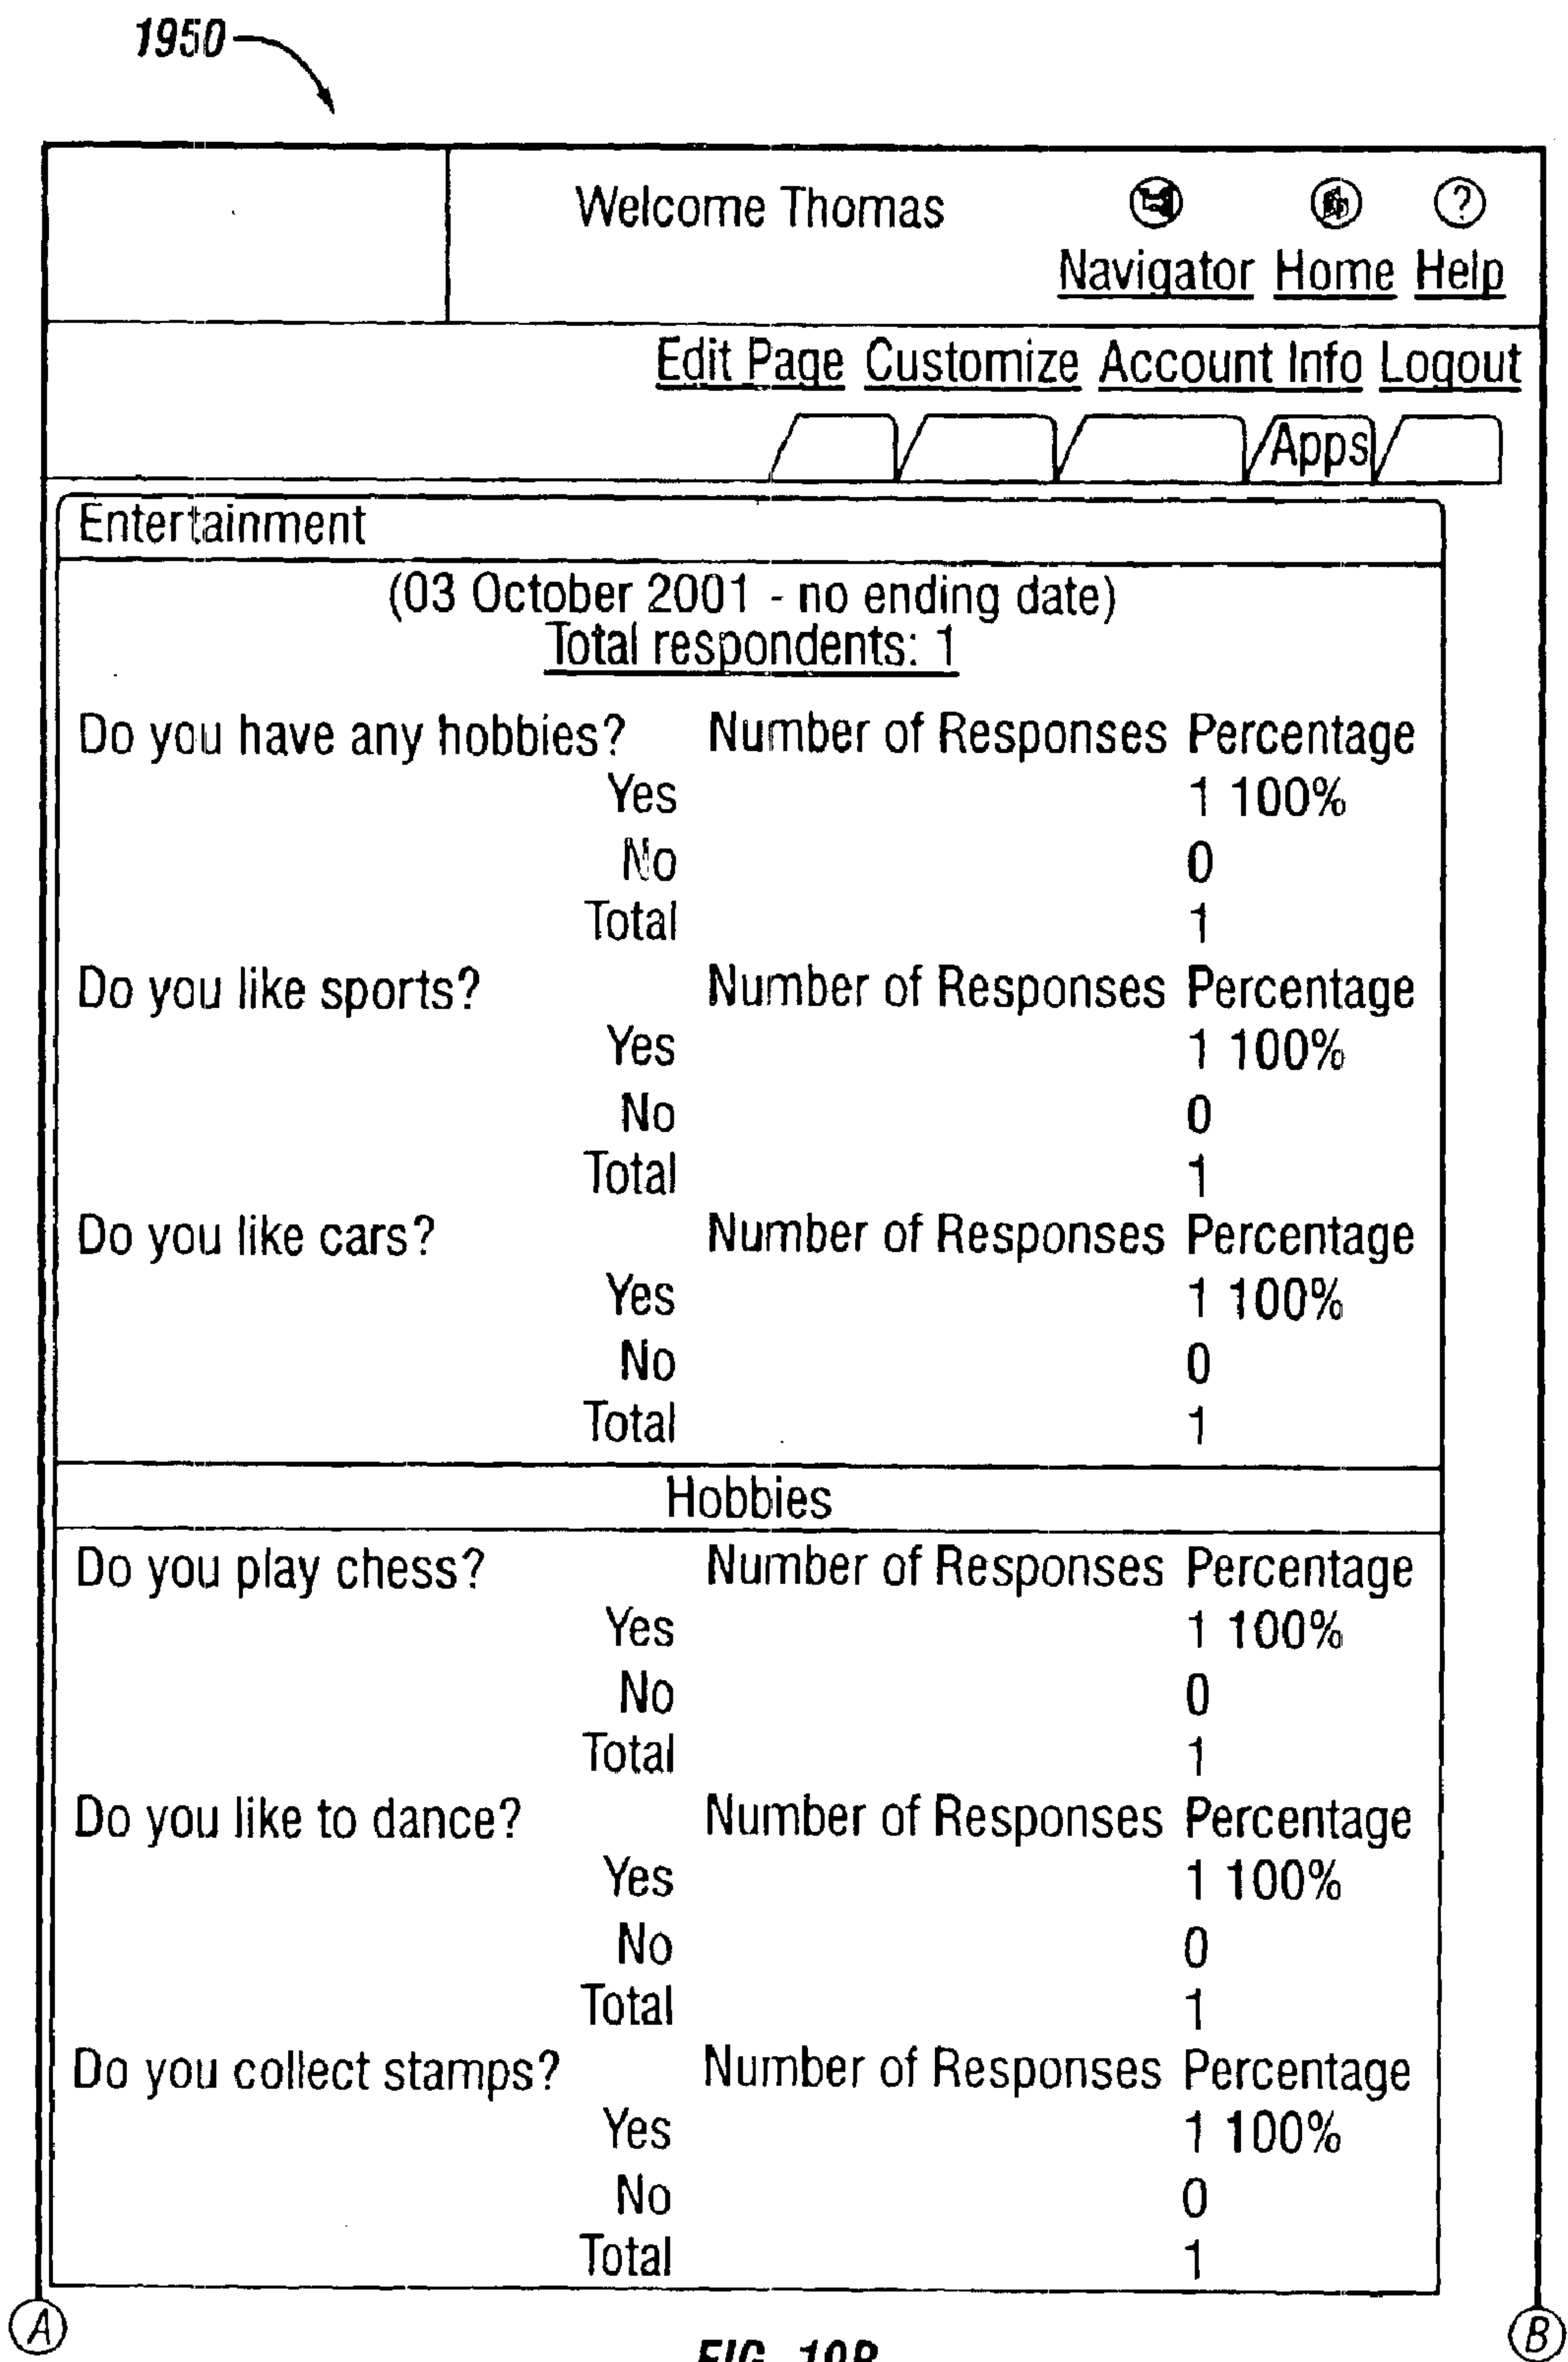 1950
Welcome Thomas
Navigator Home Help
Edit Page Customize Account Info Logout
Apps
Entertainment
(03 October 2001 - no ending date)
Total respondents: 1
Do you have any hobbies? Number of Responses Percentage
Yes 1 100%
No 0
Total 1
Do you like sports? Number of Responses Percentage
Yes 1 100%
No 0
Total 1
Do you like cars? Number of Responses Percentage
Yes 1 100%
No 0
Total 1
Hobbies
Do you play chess? Number of Responses Percentage
Yes 1 100%
No 0
Total 1
Do you like to dance? Number of Responses Percentage
Yes 1 100%
No 0
Total 1
Do you collect stamps? Number of Responses Percentage
Yes 1 100%
No 0
Total 1
A B
FIG.